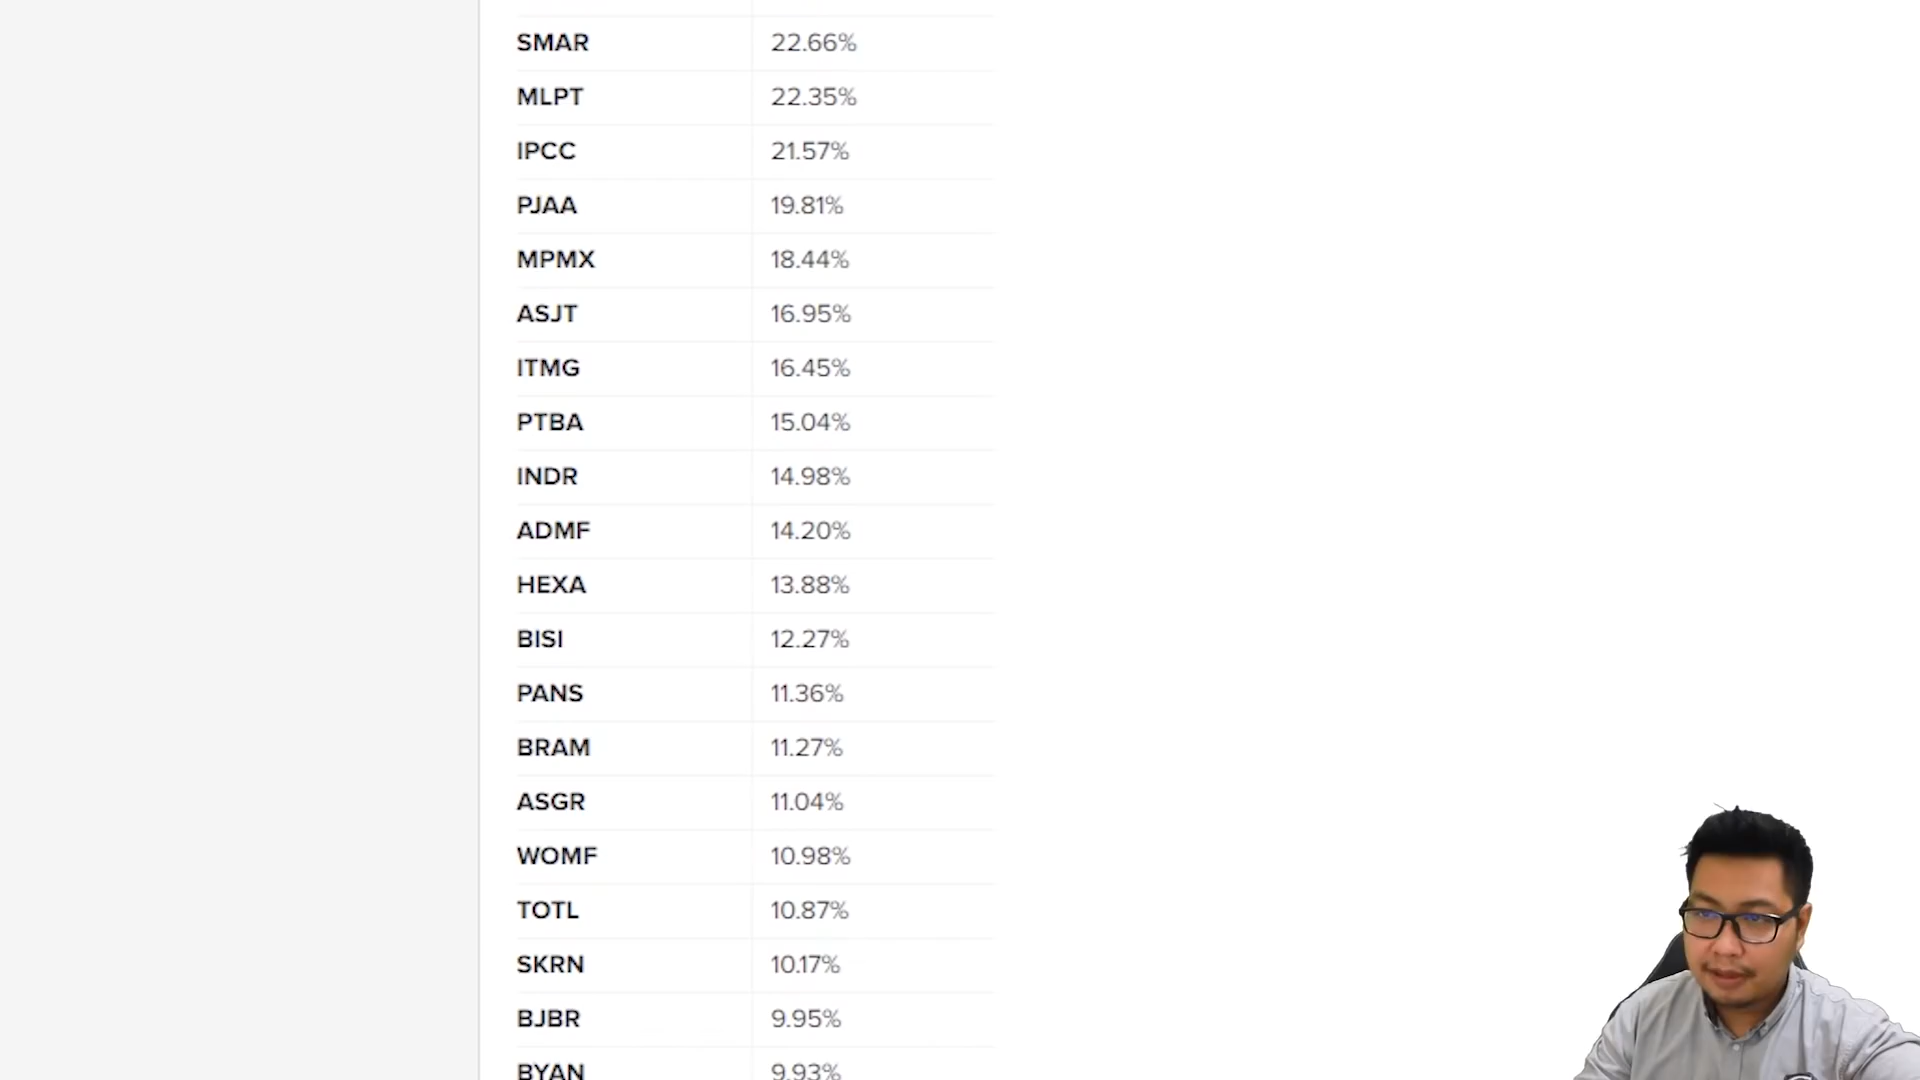 SMAR 22.66%
MLPT 22.35%
IPCC 21.57%
PJAA 19.81%
MPMX 18.44%
ASJT 16.95%
ITMG 16.45%
PTBA 15.04%
INDR 14.98%
ADMF 14.20%
HEXA 13.88%
BISI 12.27%
PANS 11.36%
BRAM 11.27%
ASGR 11.04%
WOMF 10.98%
TOTL 10.87%
SKRN 10.17%
BJBR 9.95%
BYAN 9.93%